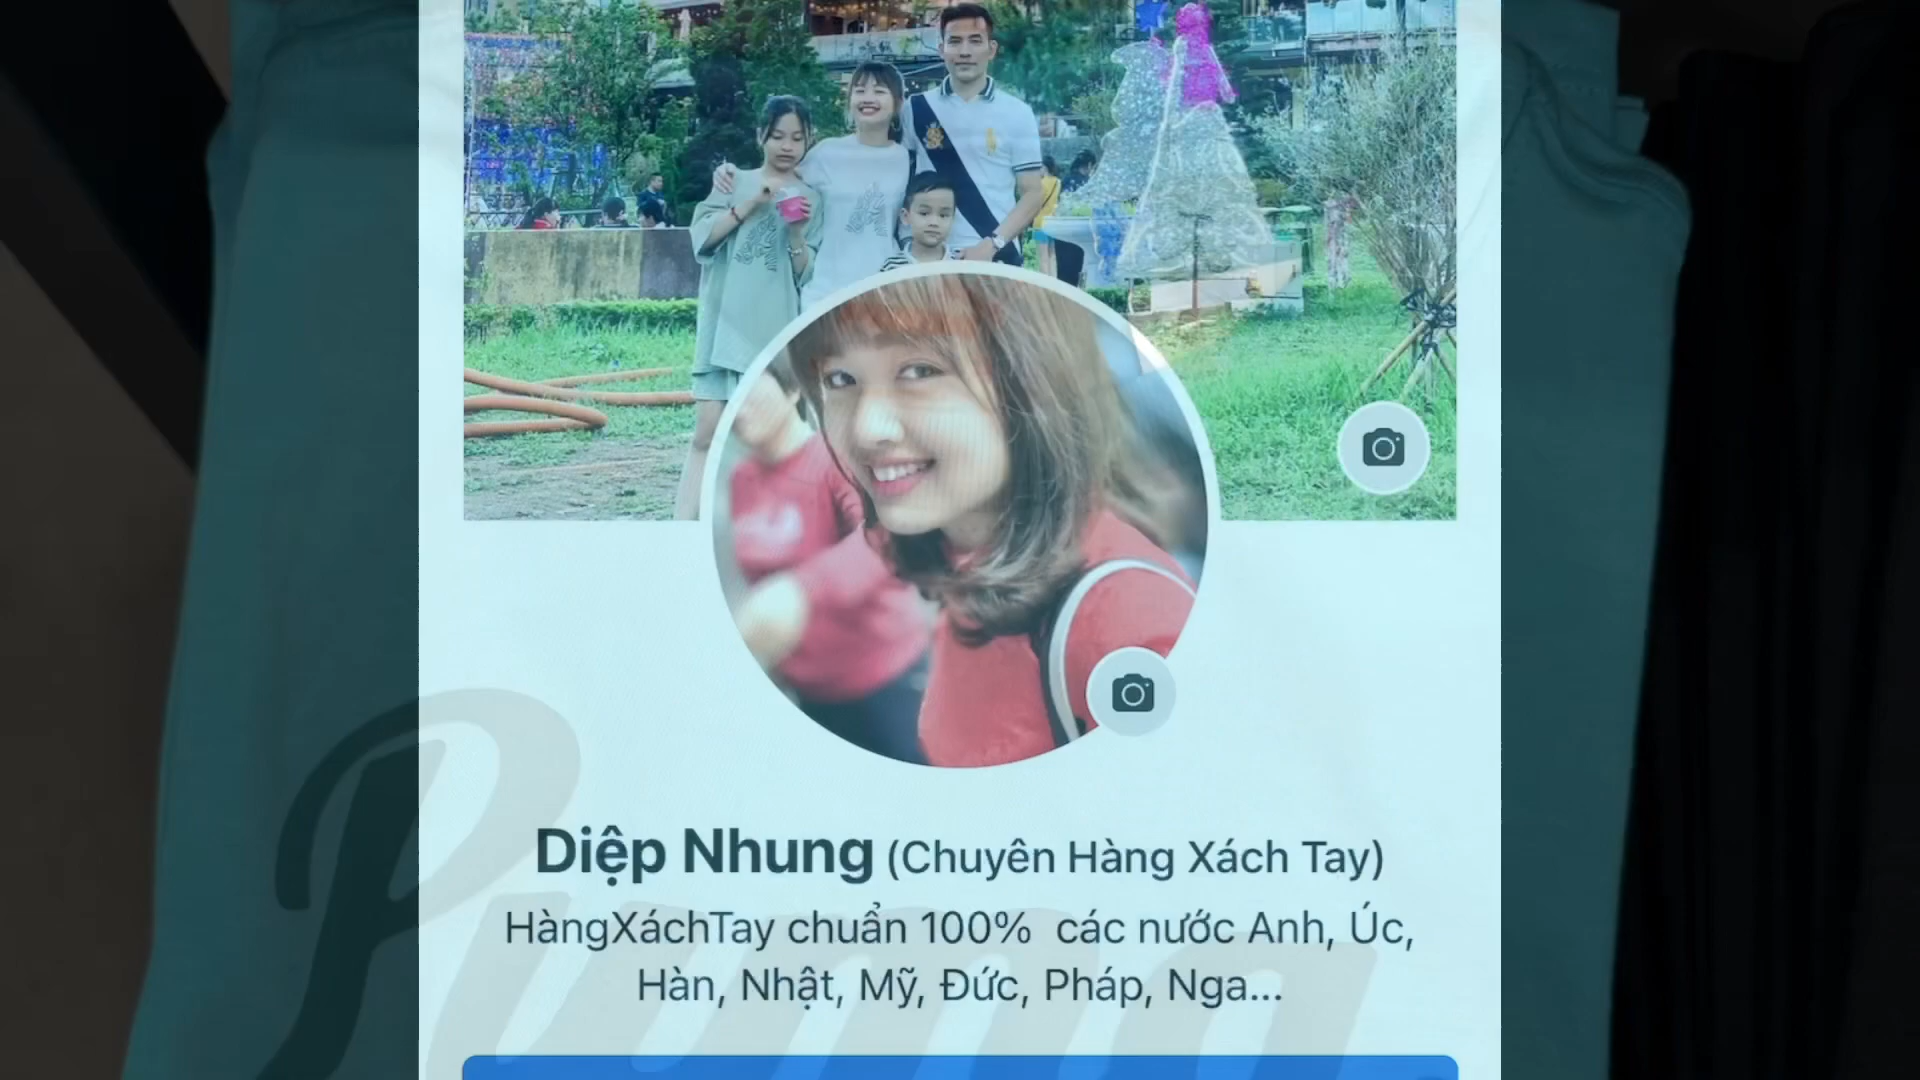 Diệp Nhung (Chuyên Hàng Xách Tay)
HàngXáchTay chuẩn 100% các nước Anh, Úc,
Hàn, Nhật, Mỹ, Đức, Pháp, Nga...
Puma